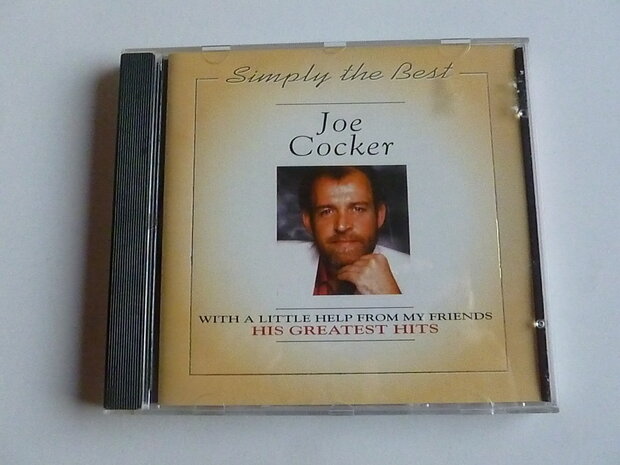 Simply the Best
Joe
Cocker
WITH A LITTLE HELP FROM MY FRIENDS
HIS GREATEST HITS